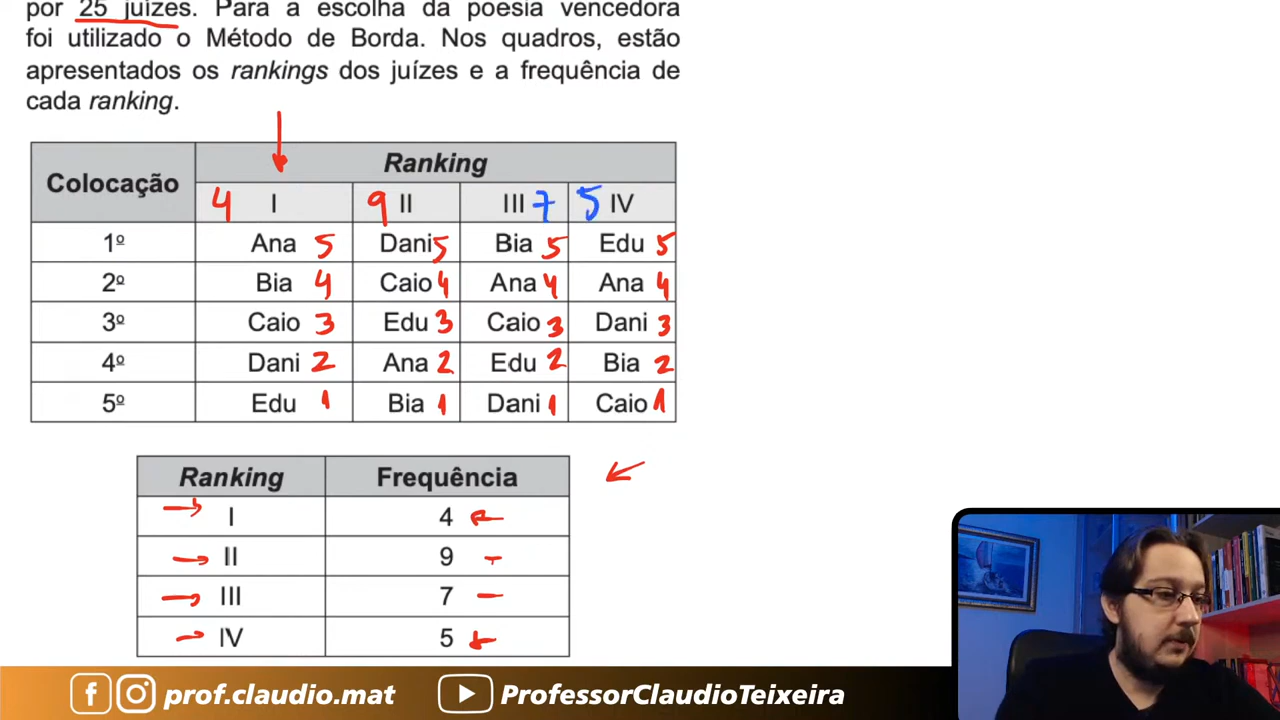 por 25 juízes. Para a escolha da poesia vencedora
foi utilizado o Método de Borda. Nos quadros, estão
apresentados os rankings dos juízes e a frequência de
cada ranking.
Colocação Ranking
4 I 9 II III 7 5 IV
1º Ana 5 Dani 5 Bia 5 Edu 5
2º Bia 4 Caio 4 Ana 4 Ana 4
3º Caio 3 Edu 3 Caio 3 Dani 3
4º Dani 2 Ana 2 Edu 2 Bia 2
5º Edu 1 Bia 1 Dani 1 Caio 1
Ranking Frequência
I 4
II 9
III 7
IV 5
prof.claudio.mat ProfessorClaudioTeixeira